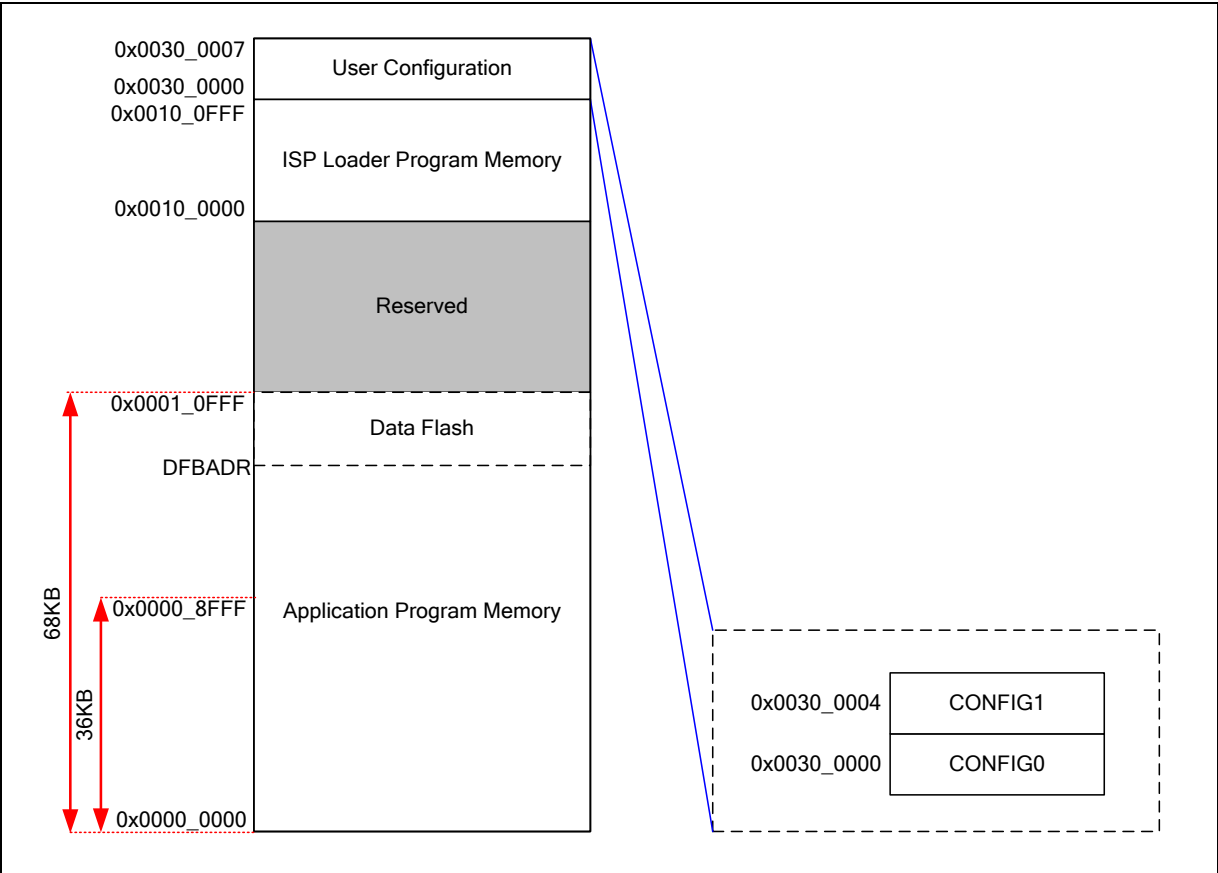 0x0030_0007
User Configuration
0x0030_0000
0x0010_0FFF
ISP Loader Program Memory
0x0010_0000
Reserved
0x0001_0FFF
Data Flash
DFBADR
68KB
0x0000_8FFF
Application Program Memory
36KB
0x0000_0000
0x0030_0004
CONFIG1
0x0030_0000
CONFIG0